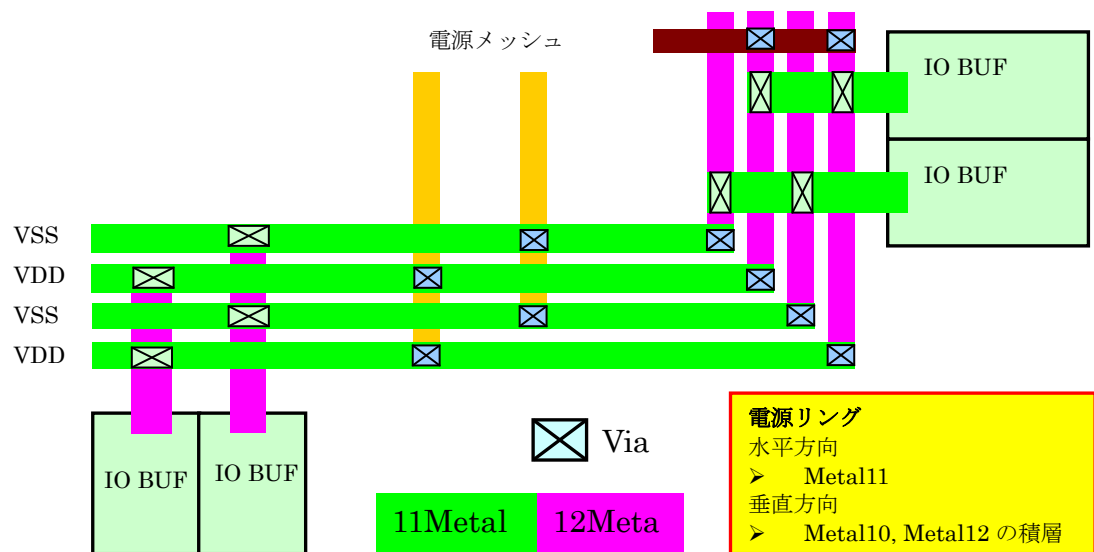 電源メッシュ
IO BUF
IO BUF
VSS
VDD
VSS
VDD
IO BUF
IO BUF
Via
11Metal
12Meta
電源リング
水平方向
➢ Metal11
垂直方向
➢ Metal10, Metal12 の積層